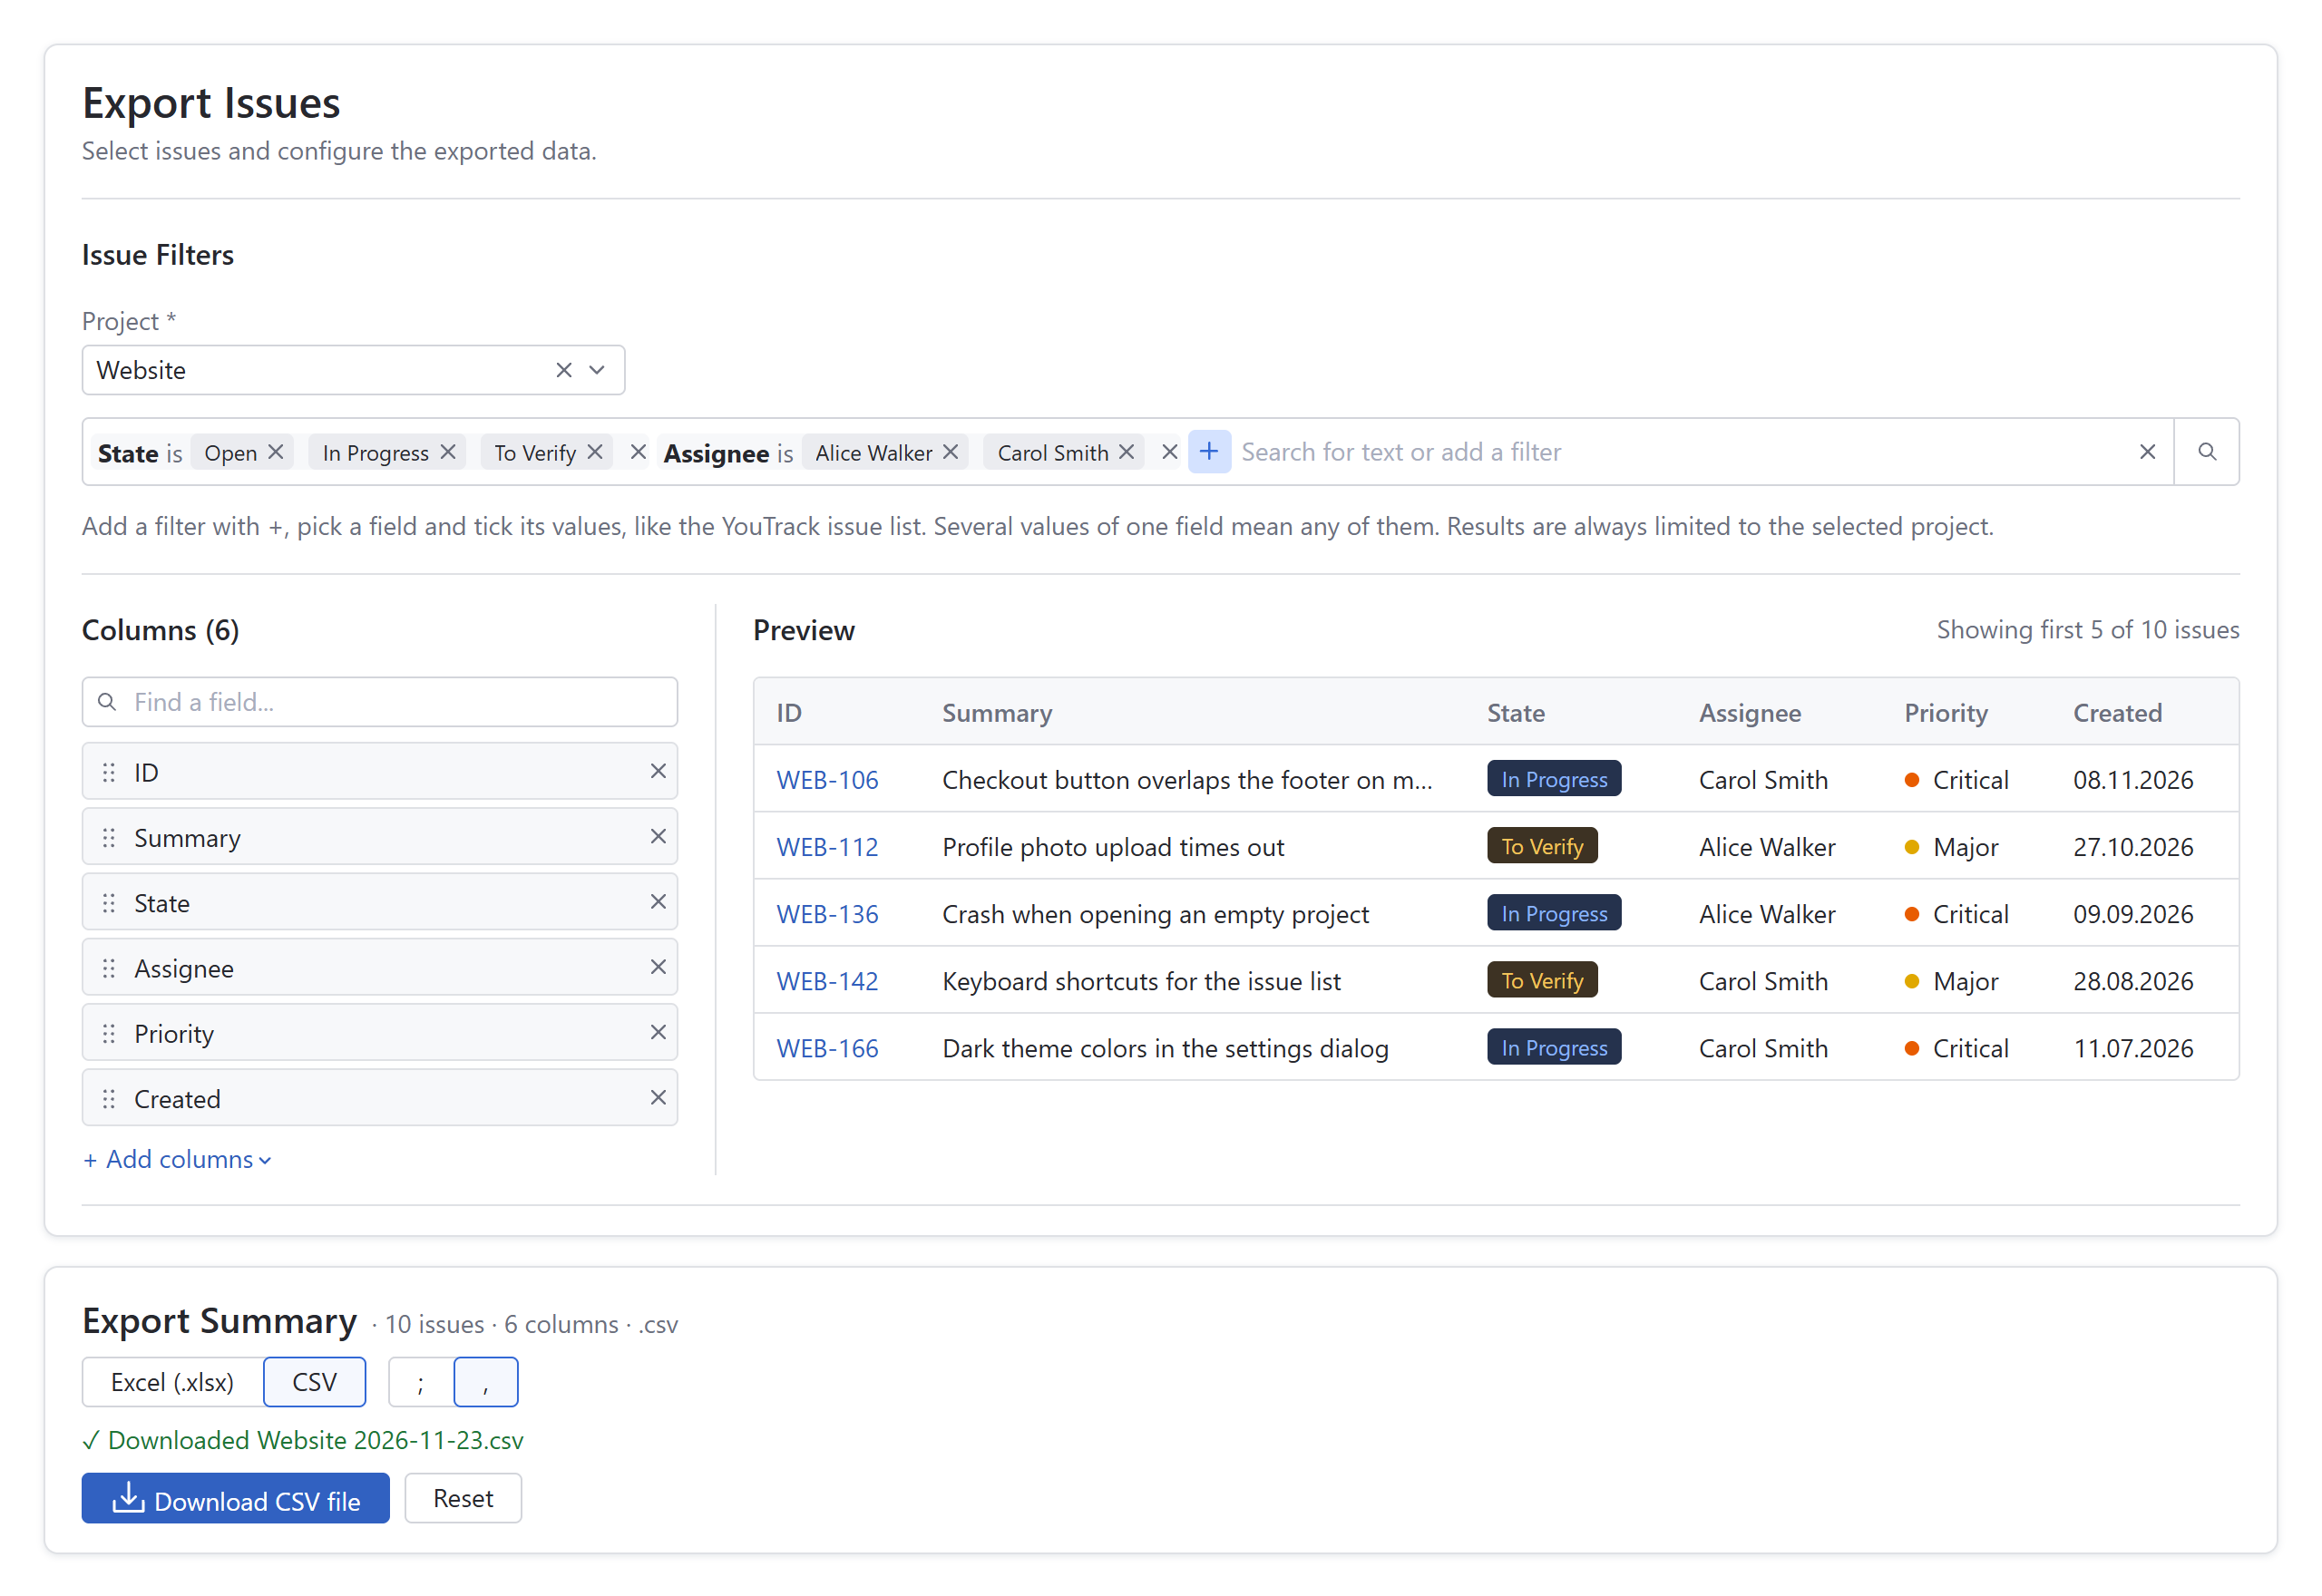 Export Issues
Select issues and configure the exported data.
Issue Filters
Project *
Website
State is Open In Progress To Verify Assignee is Alice Walker Carol Smith + Search for text or add a filter
Add a filter with +, pick a field and tick its values, like the YouTrack issue list. Several values of one field mean any of them. Results are always limited to the selected project.
Columns (6)
Find a field...
ID
Summary
State
Assignee
Priority
Created
+ Add columns
Preview
Showing first 5 of 10 issues
ID Summary State Assignee Priority Created
WEB-106 Checkout button overlaps the footer on m... In Progress Carol Smith Critical 08.11.2026
WEB-112 Profile photo upload times out To Verify Alice Walker Major 27.10.2026
WEB-136 Crash when opening an empty project In Progress Alice Walker Critical 09.09.2026
WEB-142 Keyboard shortcuts for the issue list To Verify Carol Smith Major 28.08.2026
WEB-166 Dark theme colors in the settings dialog In Progress Carol Smith Critical 11.07.2026
Export Summary · 10 issues · 6 columns · .csv
Excel (.xlsx) CSV ; ,
✓ Downloaded Website 2026-11-23.csv
Download CSV file Reset